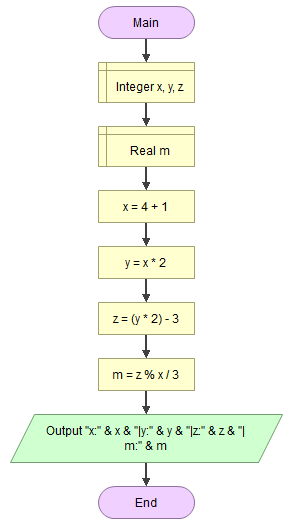 Main
Integer x, y, z
Real m
x = 4 + 1
y = x * 2
z = (y * 2) - 3
m = z % x / 3
Output "x:" & x & "|y:" & y & "|z:" & z & "|
m:" & m
End